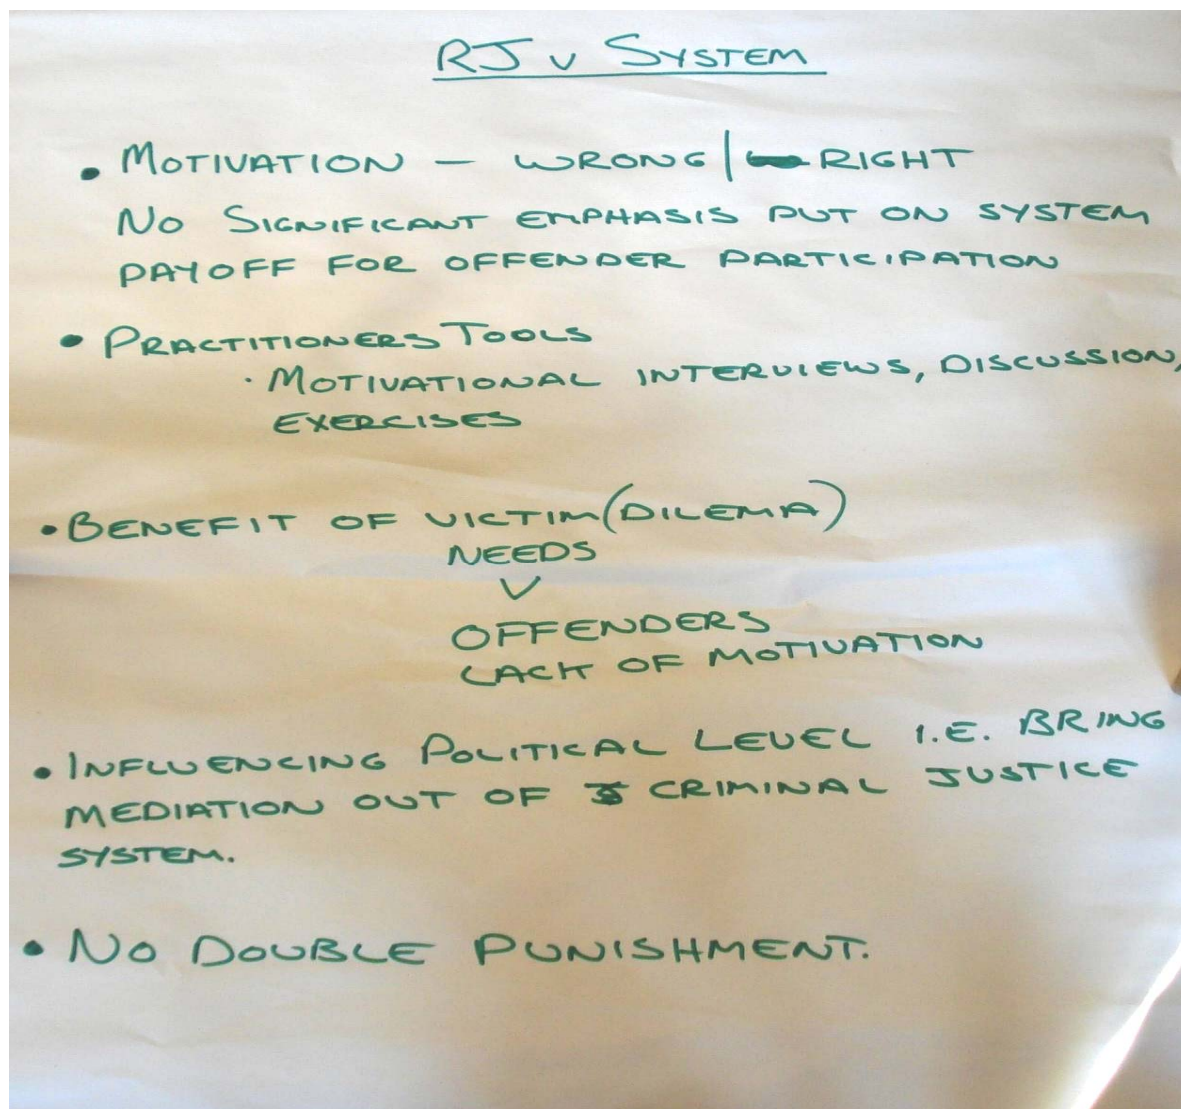 RJ v SYSTEM
• MOTIVATION – WRONG/ RIGHT
NO SIGNIFICANT EMPHASIS PUT ON SYSTEM
PAYOFF FOR OFFENDER PARTICIPATION
• PRACTITIONERS TOOLS
· MOTIVATIONAL INTERVIEWS, DISCUSSION,
EXERCISES
• BENEFIT OF VICTIM (DILEMA)
NEEDS
V
OFFENDERS
LACK OF MOTIVATION
• INFLUENCING POLITICAL LEVEL I.E. BRING
MEDIATION OUT OF CRIMINAL JUSTICE
SYSTEM.
• NO DOUBLE PUNISHMENT.